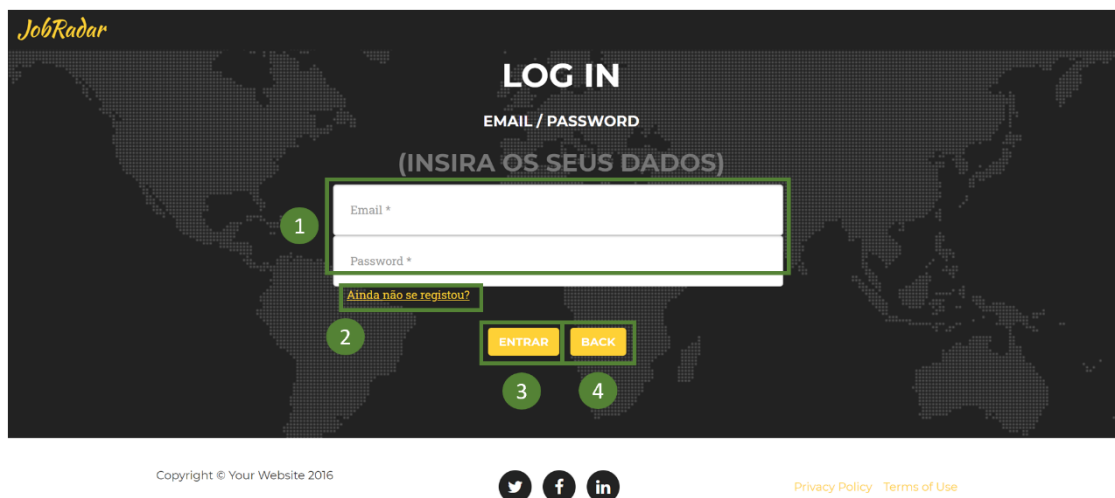 JobRadar
LOG IN
EMAIL / PASSWORD
(INSIRA OS SEUS DADOS)
1
Email *
Password *
Ainda não se registou?
2
ENTRAR BACK
3 4
Copyright © Your Website 2016
f in
Privacy Policy Terms of Use